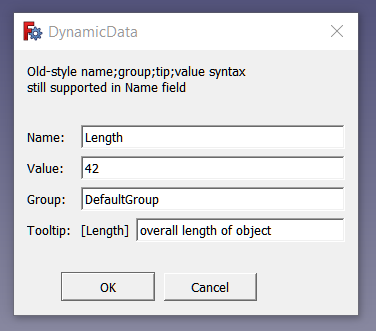 DynamicData
Old-style name;group;tip;value syntax
still supported in Name field
Name: Length
Value: 42
Group: DefaultGroup
Tooltip: [Length] overall length of object
OK Cancel